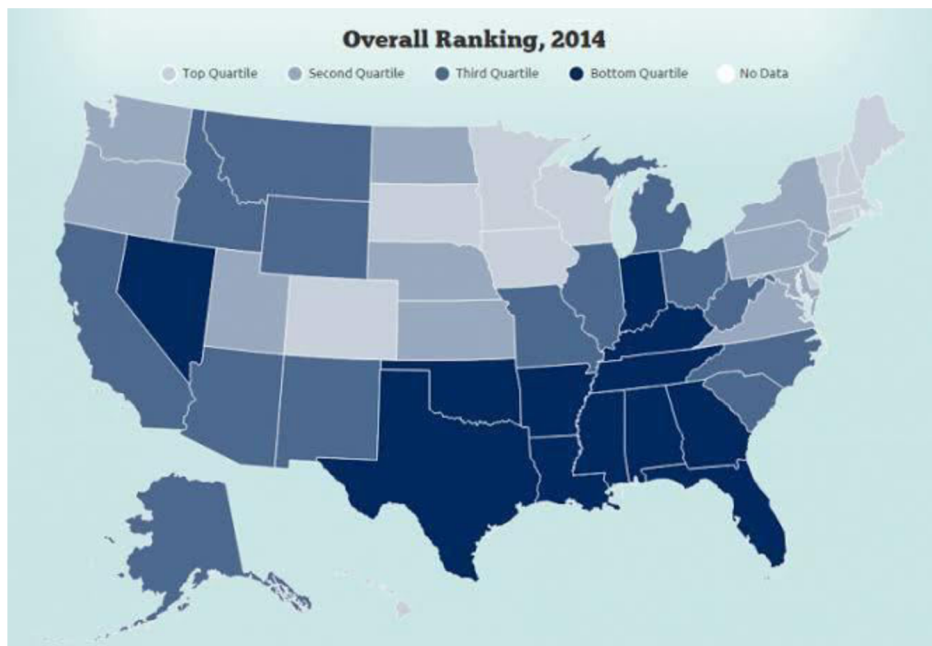 Overall Ranking, 2014
Top Quartile Second Quartile Third Quartile Bottom Quartile No Data